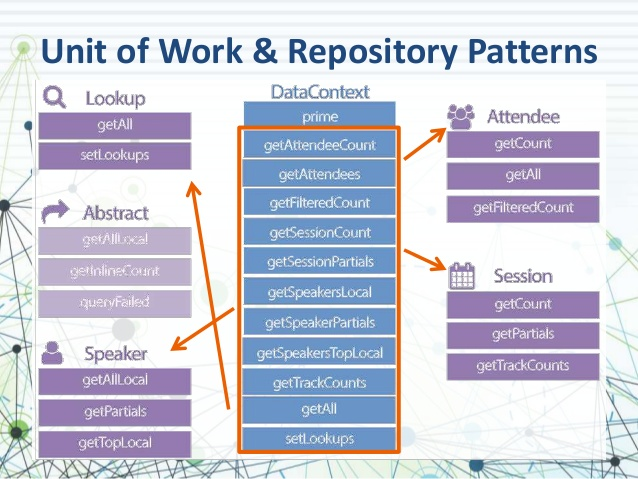 Unit of Work & Repository Patterns
Lookup
getAll
setLookups
Abstract
getAllLocal
getInlineCount
queryFailed
Speaker
getAllLocal
getPartials
getTopLocal
DataContext
prime
getAttendeeCount
getAttendees
getFilteredCount
getSessionCount
getSessionPartials
getSpeakersLocal
getSpeakerPartials
getSpeakersTopLocal
getTrackCounts
getAll
setLookups
Attendee
getCount
getAll
getFilteredCount
Session
getCount
getPartials
getTrackCounts